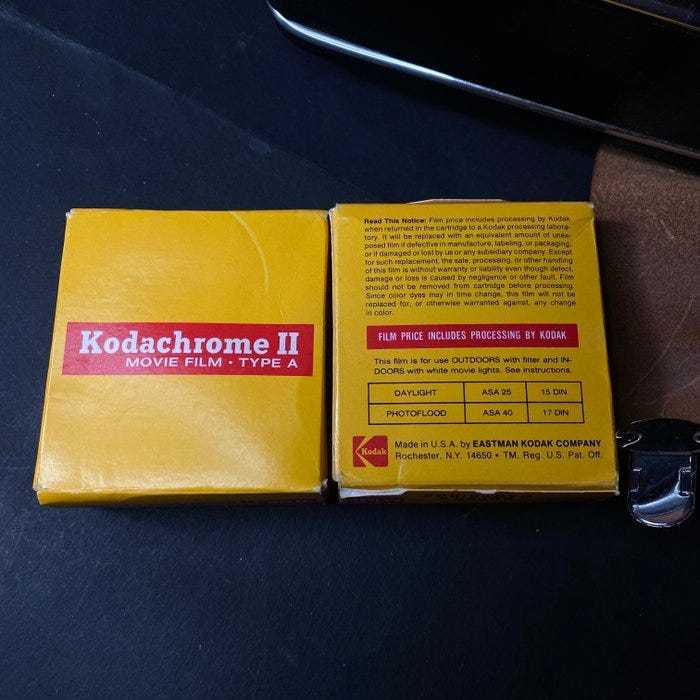 Kodachrome II
MOVIE FILM • TYPE A
Read This Notice: Film price includes processing by Kodak
when returned in the cartridge to a Kodak processing labora-
tory. It will be replaced with an equivalent amount of unex-
posed film if defective in manufacture, labeling, or packaging,
or if damaged or lost by us or any subsidiary company. Except
for such replacement, the sale, processing, or other handling
of this film is without warranty or liability even though defect,
damage or loss is caused by negligence or other fault. Film
should not be removed from cartridge before processing.
Since color dyes may in time change, this film will not be
replaced for, or otherwise warranted against, any change
in color.
FILM PRICE INCLUDES PROCESSING BY KODAK
This film is for use OUTDOORS with filter and IN-
DOORS with white movie lights. See instructions.
DAYLIGHT ASA 25 15 DIN
PHOTOFLOOD ASA 40 17 DIN
Kodak
Made in U.S.A. by EASTMAN KODAK COMPANY
Rochester, N.Y. 14650 • TM. Reg. U.S. Pat. Off.